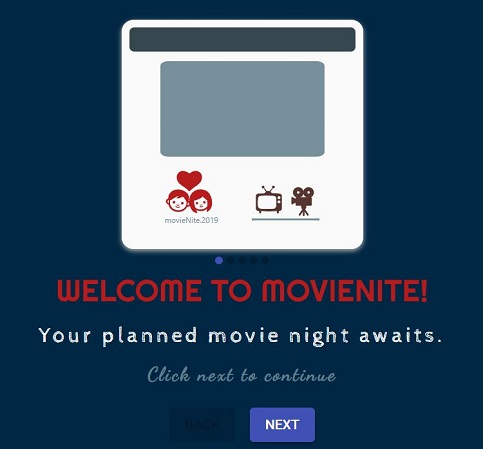 movieNite.2019
WELCOME TO MOVIENITE!
Your planned movie night awaits.
Click next to continue
BACK NEXT